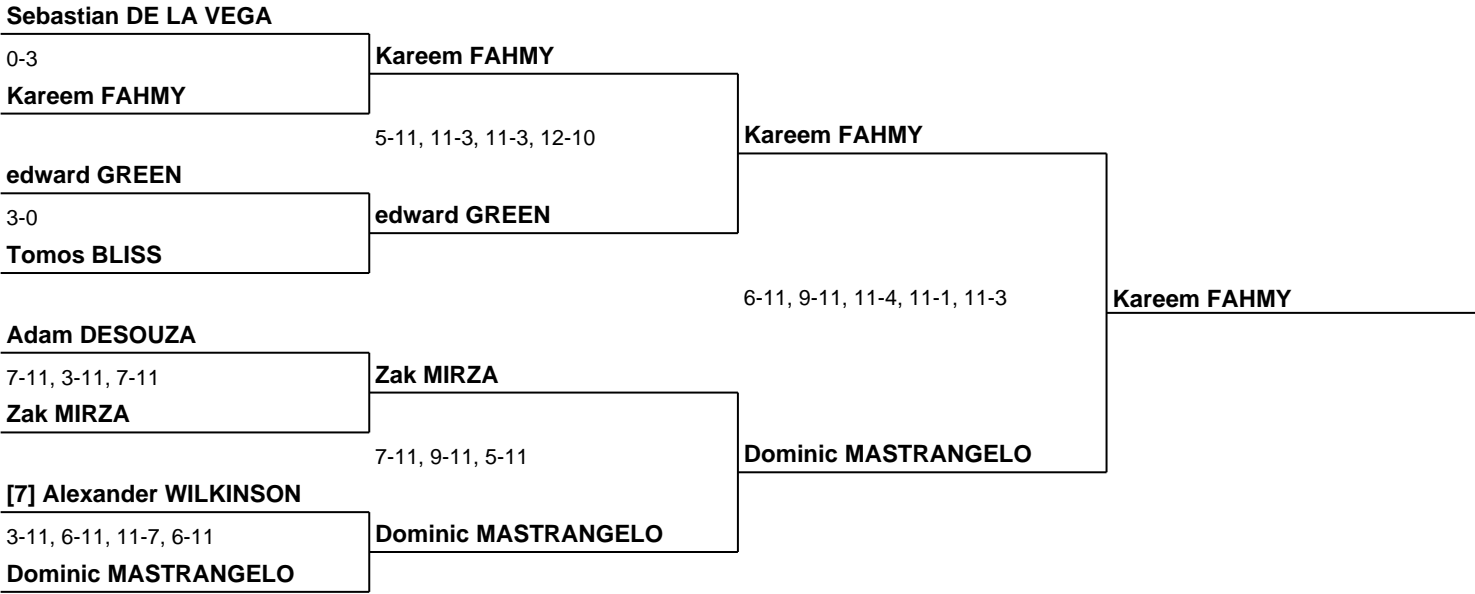 Sebastian DE LA VEGA
0-3
Kareem FAHMY
Kareem FAHMY
5-11, 11-3, 11-3, 12-10
Kareem FAHMY
edward GREEN
3-0
edward GREEN
Tomos BLISS
6-11, 9-11, 11-4, 11-1, 11-3
Kareem FAHMY
Adam DESOUZA
7-11, 3-11, 7-11
Zak MIRZA
Zak MIRZA
7-11, 9-11, 5-11
Dominic MASTRANGELO
[7] Alexander WILKINSON
3-11, 6-11, 11-7, 6-11
Dominic MASTRANGELO
Dominic MASTRANGELO